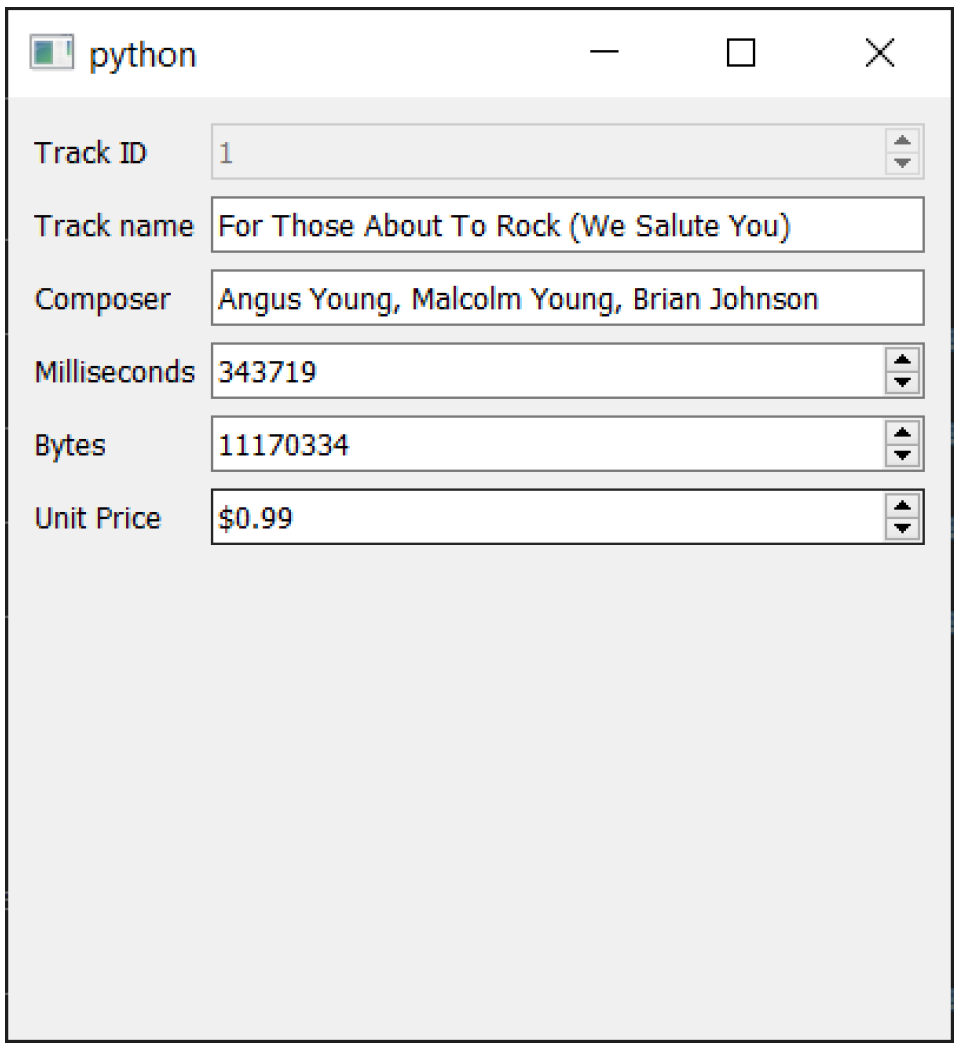 python
Track ID 1
Track name For Those About To Rock (We Salute You)
Composer Angus Young, Malcolm Young, Brian Johnson
Milliseconds 343719
Bytes 11170334
Unit Price $0.99